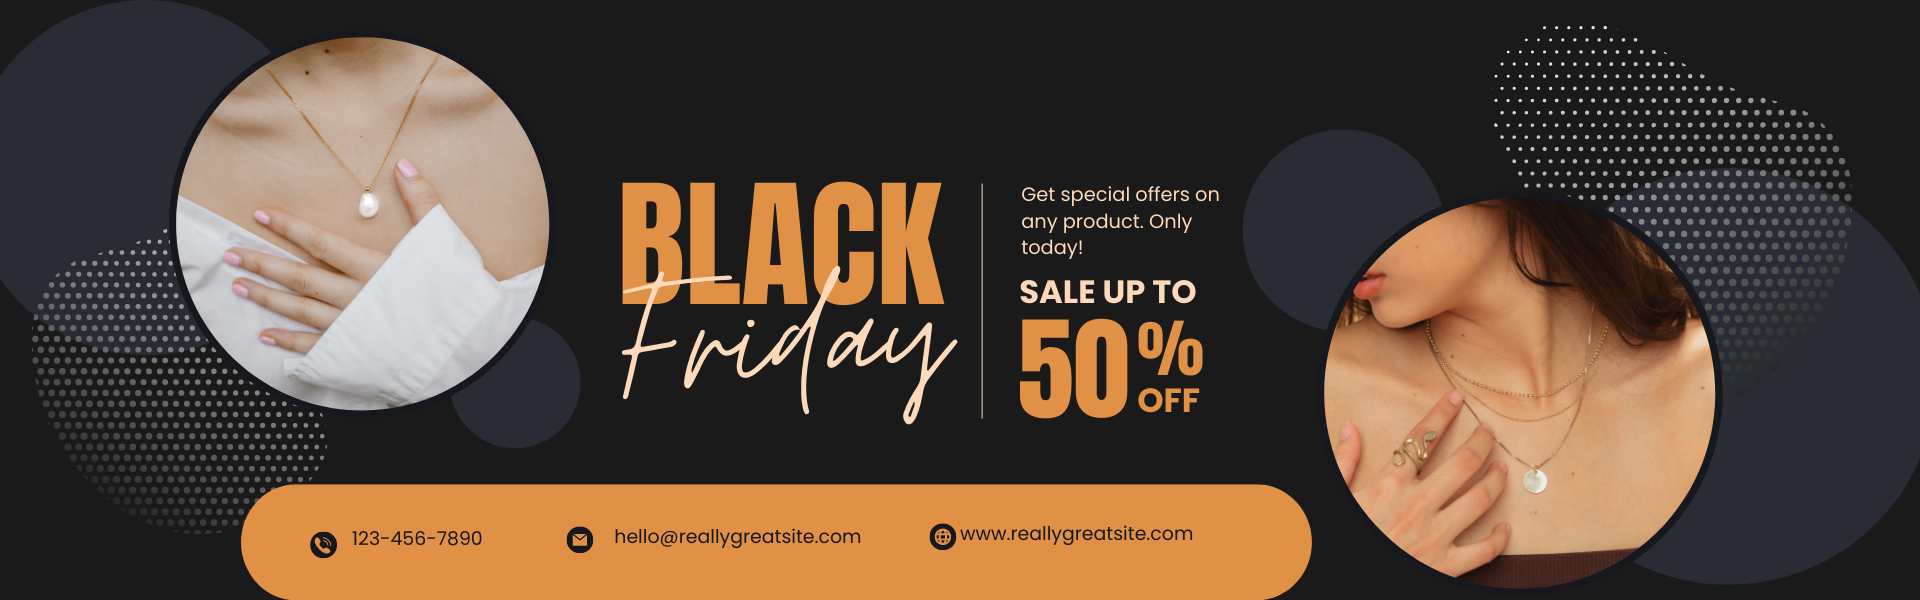 BLACK
Friday
Get special offers on
any product. Only
today!
SALE UP TO
50%
OFF
123-456-7890
hello@reallygreatsite.com
www.reallygreatsite.com